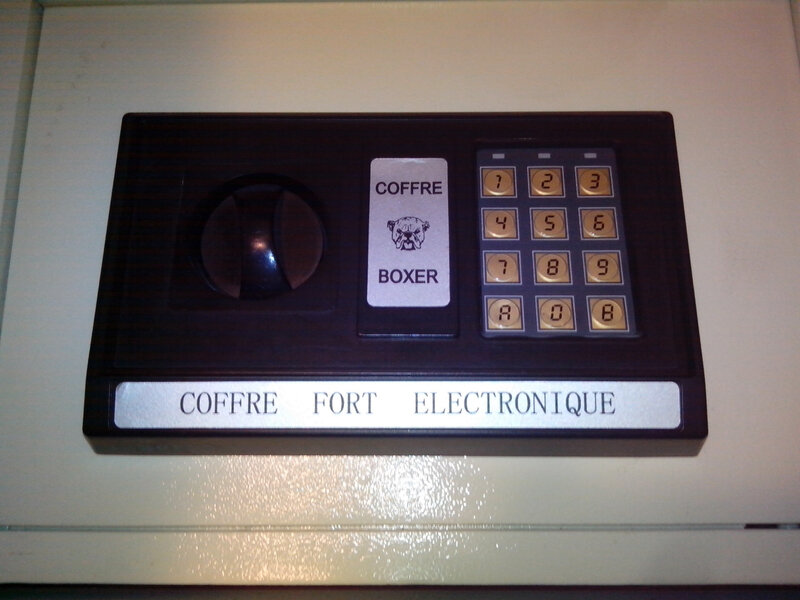 COFFRE
BOXER
1 2 3
4 5 6
7 8 9
A 0 B
COFFRE FORT ELECTRONIQUE